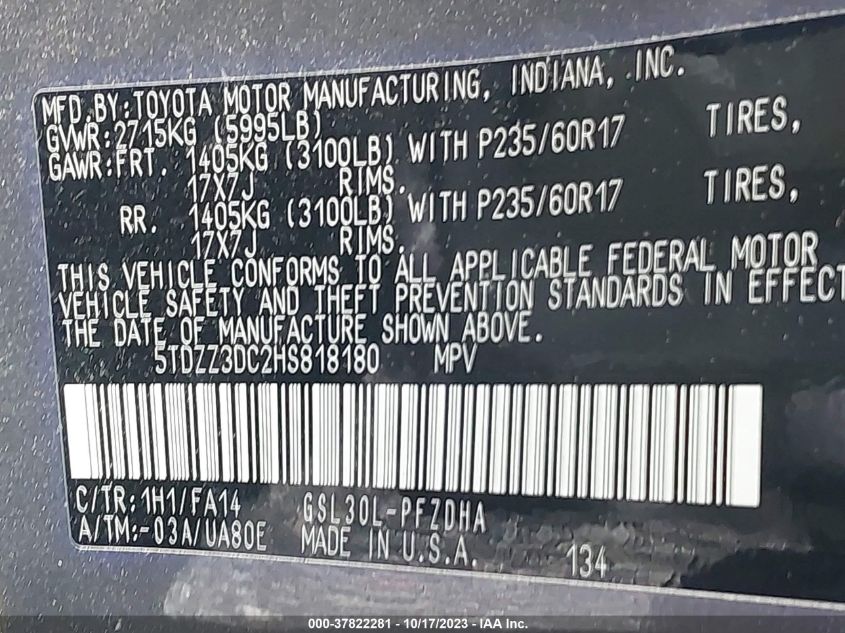 MFD.BY:TOYOTA MOTOR MANUFACTURING, INDIANA, INC.
GVWR:2715KG (5995LB)
GAWR:FRT. 1405KG (3100LB) WITH P235/60R17 TIRES,
17X7J RIMS.
RR. 1405KG (3100LB) WITH P235/60R17 TIRES,
17X7J RIMS.
THIS VEHICLE CONFORMS TO ALL APPLICABLE FEDERAL MOTOR
VEHICLE SAFETY AND THEFT PREVENTION STANDARDS IN EFFECT
THE DATE OF MANUFACTURE SHOWN ABOVE.
5TDZZ3DC2HS818180 MPV
C/TR:1H1/FA14 GSL30L-PFZDHA
A/TM:-03A/UA80E MADE IN U.S.A. 134
000-37822281 - 10/17/2023 - IAA Inc.